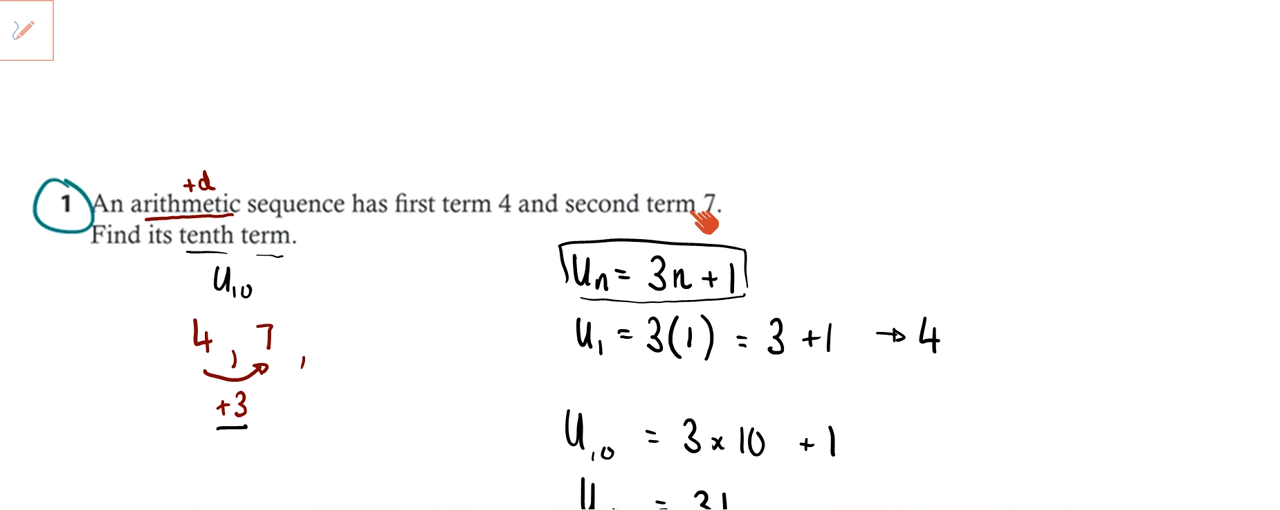 +d
1 An arithmetic sequence has first term 4 and second term 7.
Find its tenth term.
u₁₀
4 , 7 ,
+3
uₙ = 3n + 1
u₁ = 3(1) = 3 + 1 → 4
u₁₀ = 3 × 10 + 1
= 31